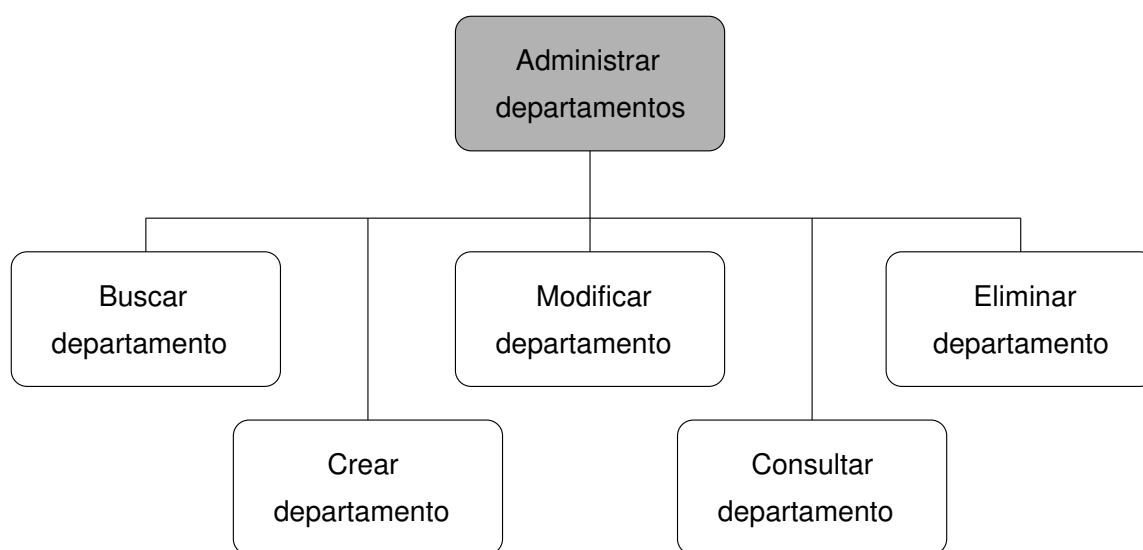 Administrar
departamentos
Buscar
departamento
Modificar
departamento
Eliminar
departamento
Crear
departamento
Consultar
departamento